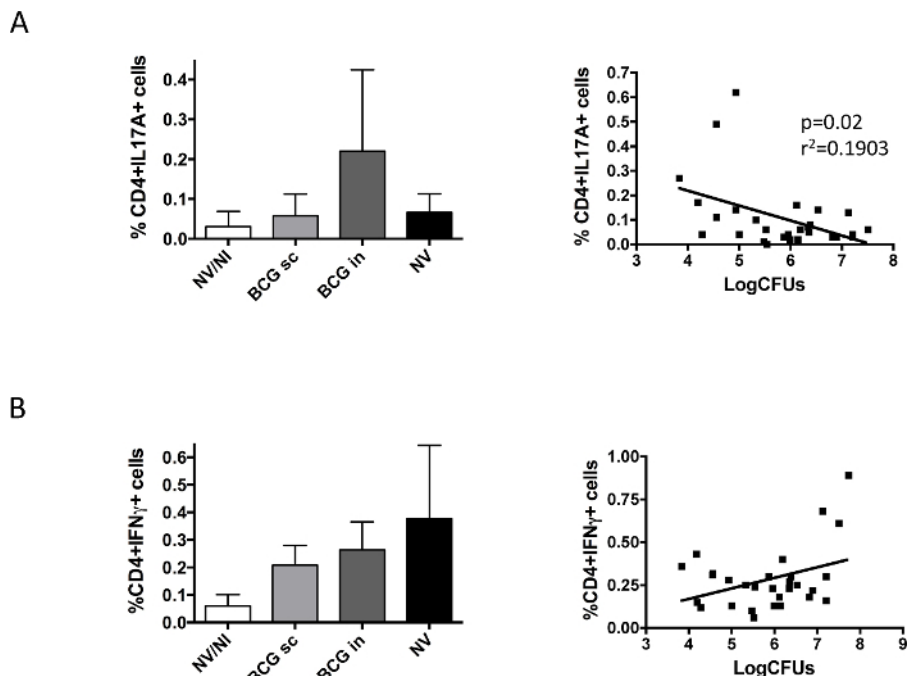 A
% CD4+IL17A+ cells
0.4
0.3
0.2
0.1
0.0
NV/NI
BCG sc
BCG in
NV
% CD4+IL17A+ cells
0.7
0.6
0.5
0.4
0.3
0.2
0.1
0.0
p=0.02
r²=0.1903
3 4 5 6 7 8
LogCFUs
B
%CD4+IFNγ+ cells
0.6
0.5
0.4
0.3
0.2
0.1
0.0
NV/NI
BCG sc
BCG in
NV
%CD4+IFNγ+ cells
1.00
0.75
0.50
0.25
0.00
3 4 5 6 7 8 9
LogCFUs